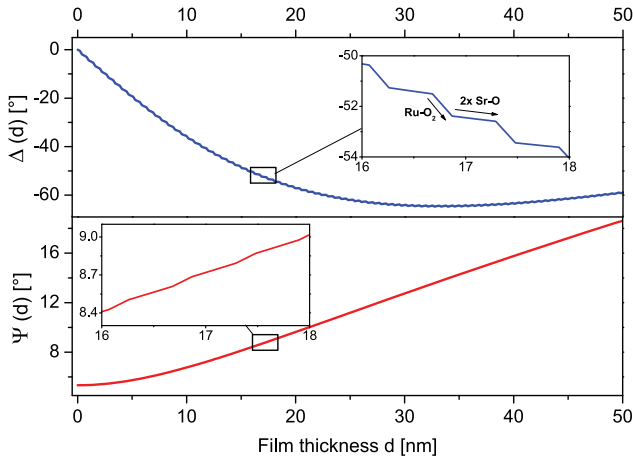 0 10 20 30 40 50
0
-20
-40
-60
Δ (d) [°]
-50
-51
-52
-53
-54
16 17 18
Ru-O₂
2x Sr-O
16
12
8
Ψ (d) [°]
9.0
8.7
8.4
16 17 18
0 10 20 30 40 50
Film thickness d [nm]